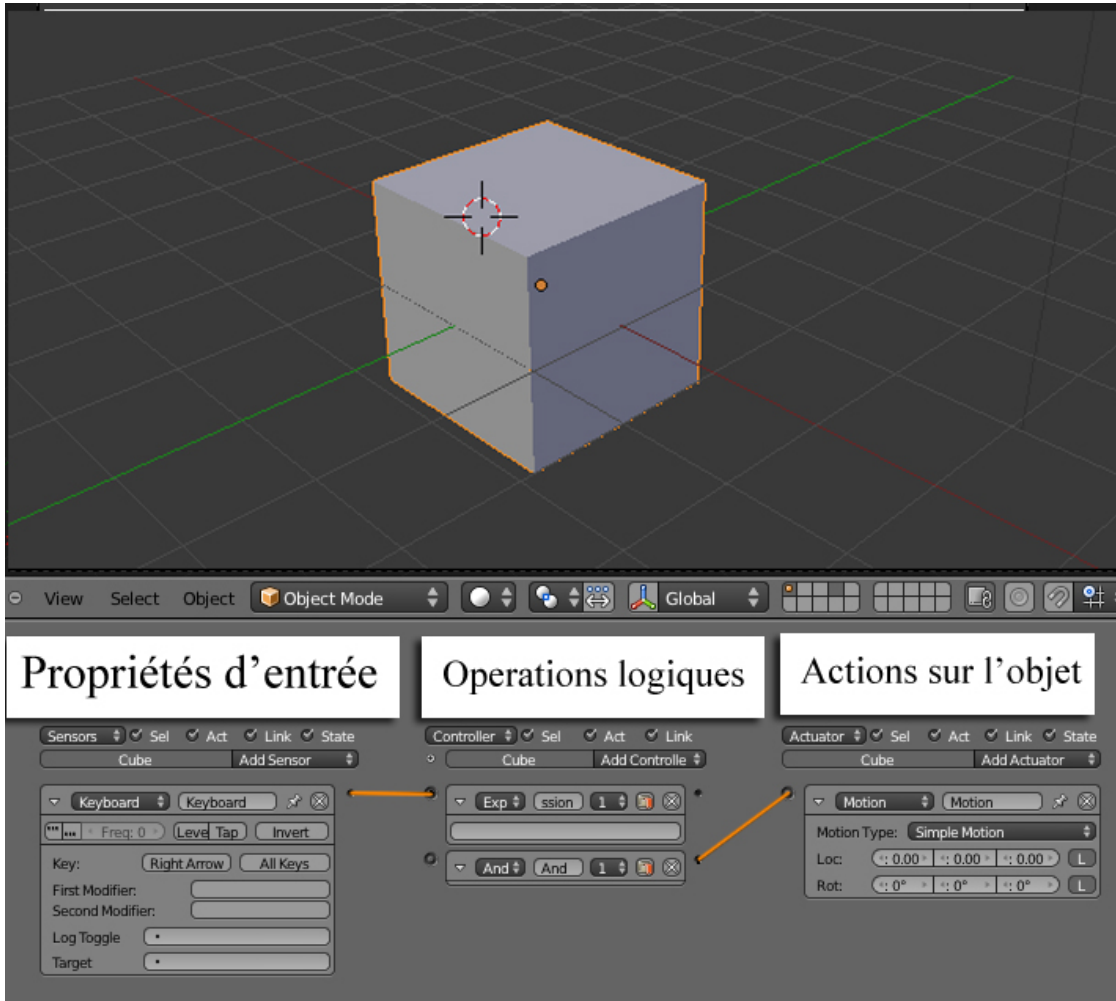 View Select Object Object Mode Global
Propriétés d'entrée
Operations logiques
Actions sur l'objet
Sensors Sel Act Link State
Cube Add Sensor
Keyboard Keyboard
Freq: 0 Leve Tap Invert
Key: Right Arrow All Keys
First Modifier:
Second Modifier:
Log Toggle
Target
Controller Sel Act Link
Cube Add Controlle
Exp ssion 1
And And 1
Actuator Sel Act Link State
Cube Add Actuator
Motion Motion
Motion Type: Simple Motion
Loc: : 0.00 : 0.00 : 0.00 L
Rot: : 0° : 0° : 0° L